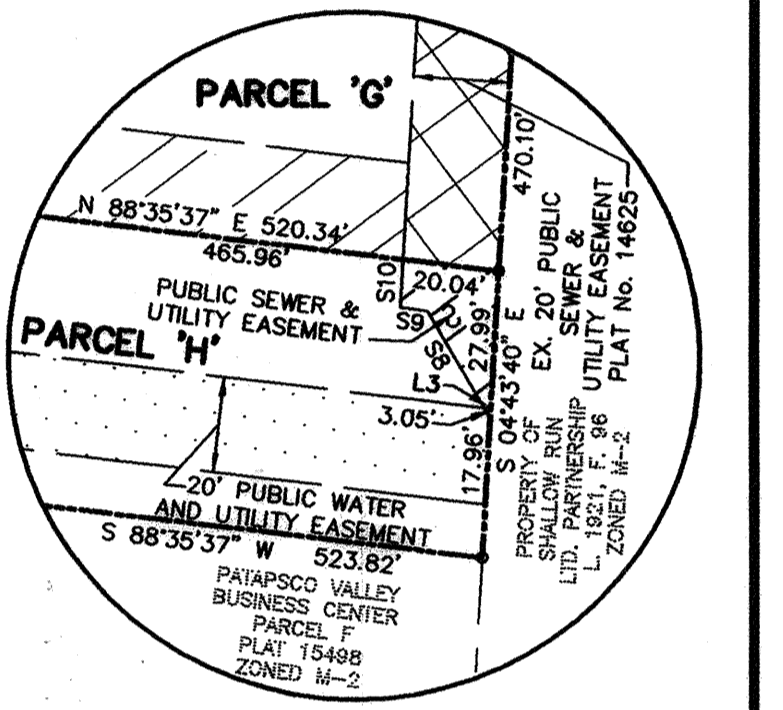 PARCEL 'G'
N 88°35'37" E 520.34'
465.96'
S10
20.04'
PUBLIC SEWER &
UTILITY EASEMENT
S9
S8
27.99'
PARCEL 'H'
L3
3.05'
17.96'
20' PUBLIC WATER
AND UTILITY EASEMENT
S 88°35'37" W 523.82'
PATAPSCO VALLEY
BUSINESS CENTER
PARCEL F
PLAT 15498
ZONED M-2
S 04°43'40" E 470.10'
EX. 20' PUBLIC
SEWER &
UTILITY EASEMENT
PLAT No. 14625
PROPERTY OF
SHALLOW RUN
LTD. PARTNERSHIP
L. 1921, F. 96
ZONED M-2